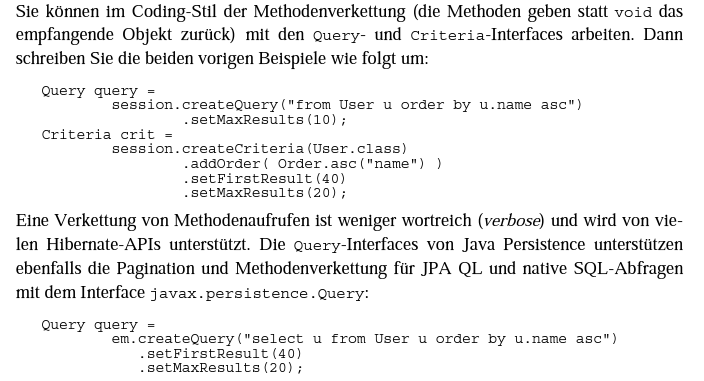 Sie können im Coding-Stil der Methodenverkettung (die Methoden geben statt void das
empfangende Objekt zurück) mit den Query- und Criteria-Interfaces arbeiten. Dann
schreiben Sie die beiden vorigen Beispiele wie folgt um:
Query query =
session.createQuery("from User u order by u.name asc")
.setMaxResults(10);
Criteria crit =
session.createCriteria(User.class)
.addOrder( Order.asc("name") )
.setFirstResult(40)
.setMaxResults(20);
Eine Verkettung von Methodenaufrufen ist weniger wortreich (verbose) und wird von vie-
len Hibernate-APIs unterstützt. Die Query-Interfaces von Java Persistence unterstützen
ebenfalls die Pagination und Methodenverkettung für JPA QL und native SQL-Abfragen
mit dem Interface javax.persistence.Query:
Query query =
em.createQuery("select u from User u order by u.name asc")
.setFirstResult(40)
.setMaxResults(20);